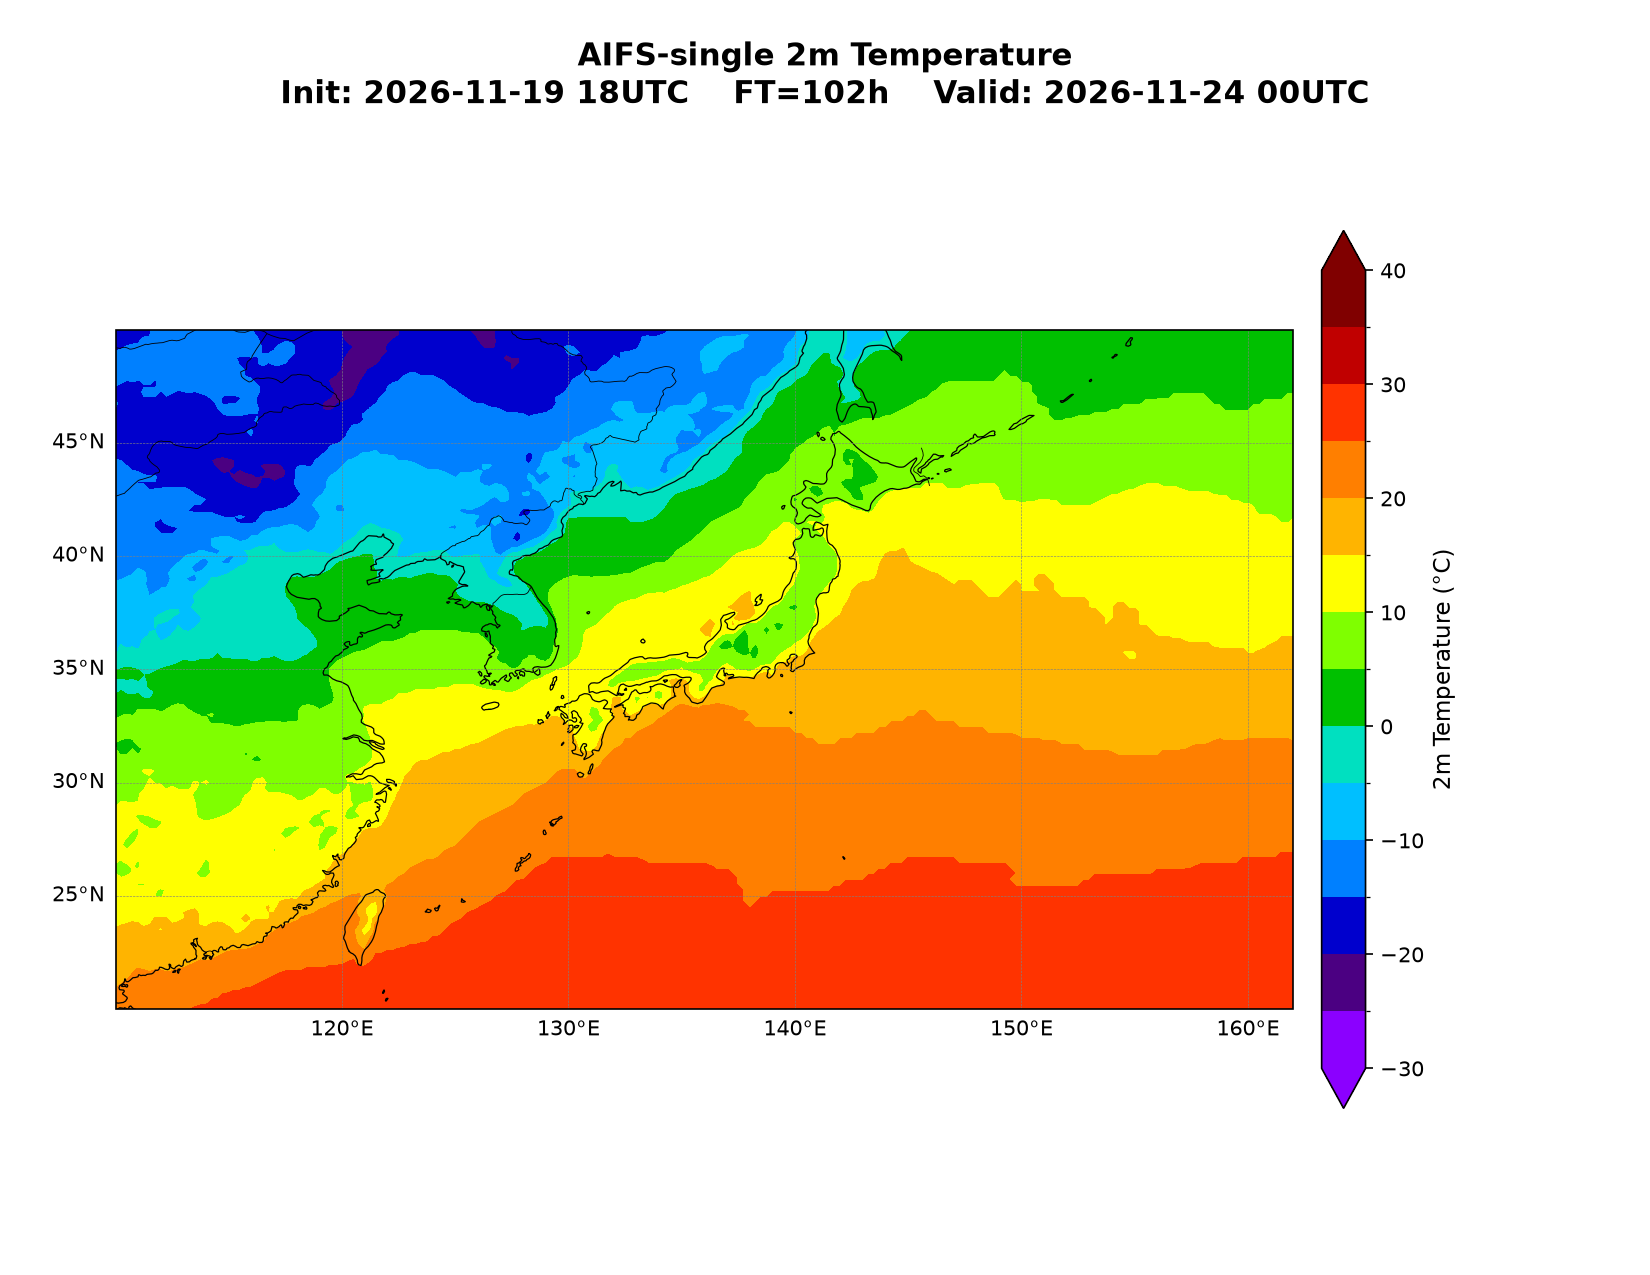 AIFS-single 2m Temperature
Init: 2026-11-19 18UTC    FT=102h    Valid: 2026-11-24 00UTC
45°N
40°N
35°N
30°N
25°N
120°E
130°E
140°E
150°E
160°E
40
30
20
10
0
−10
−20
−30
2m Temperature (°C)